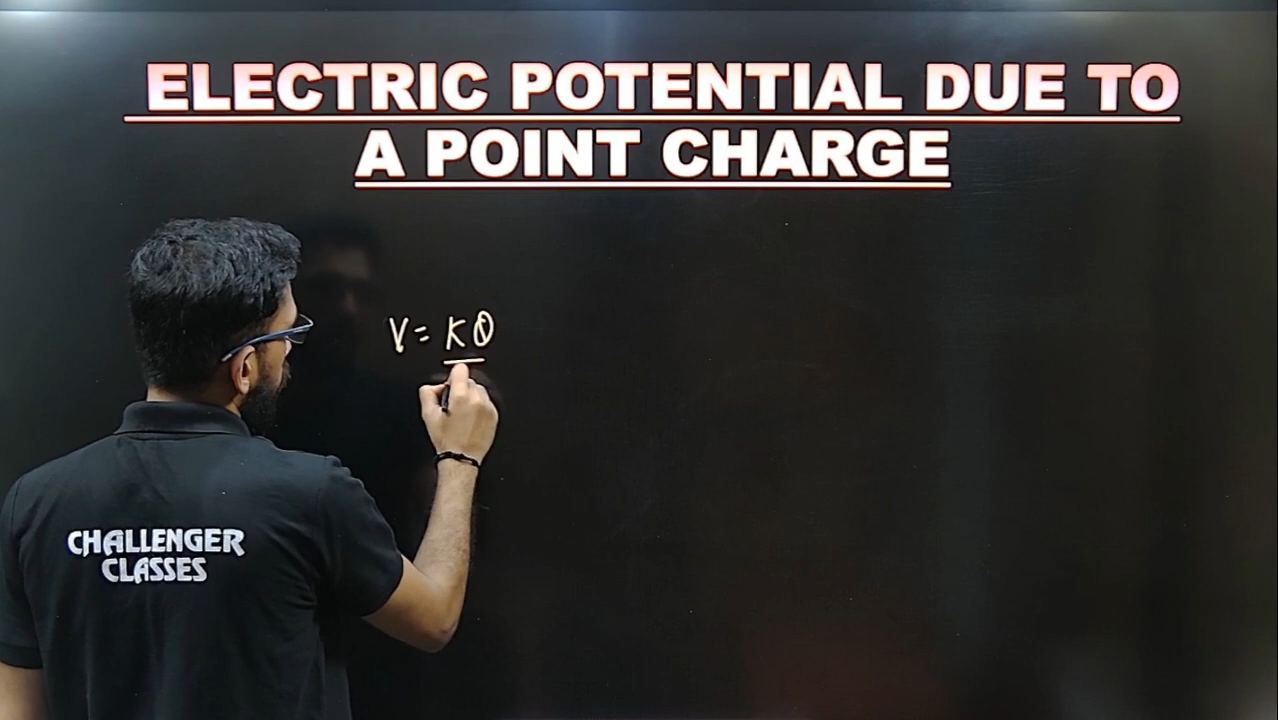 ELECTRIC POTENTIAL DUE TO
A POINT CHARGE
V = KQ
CHALLENGER
CLASSES